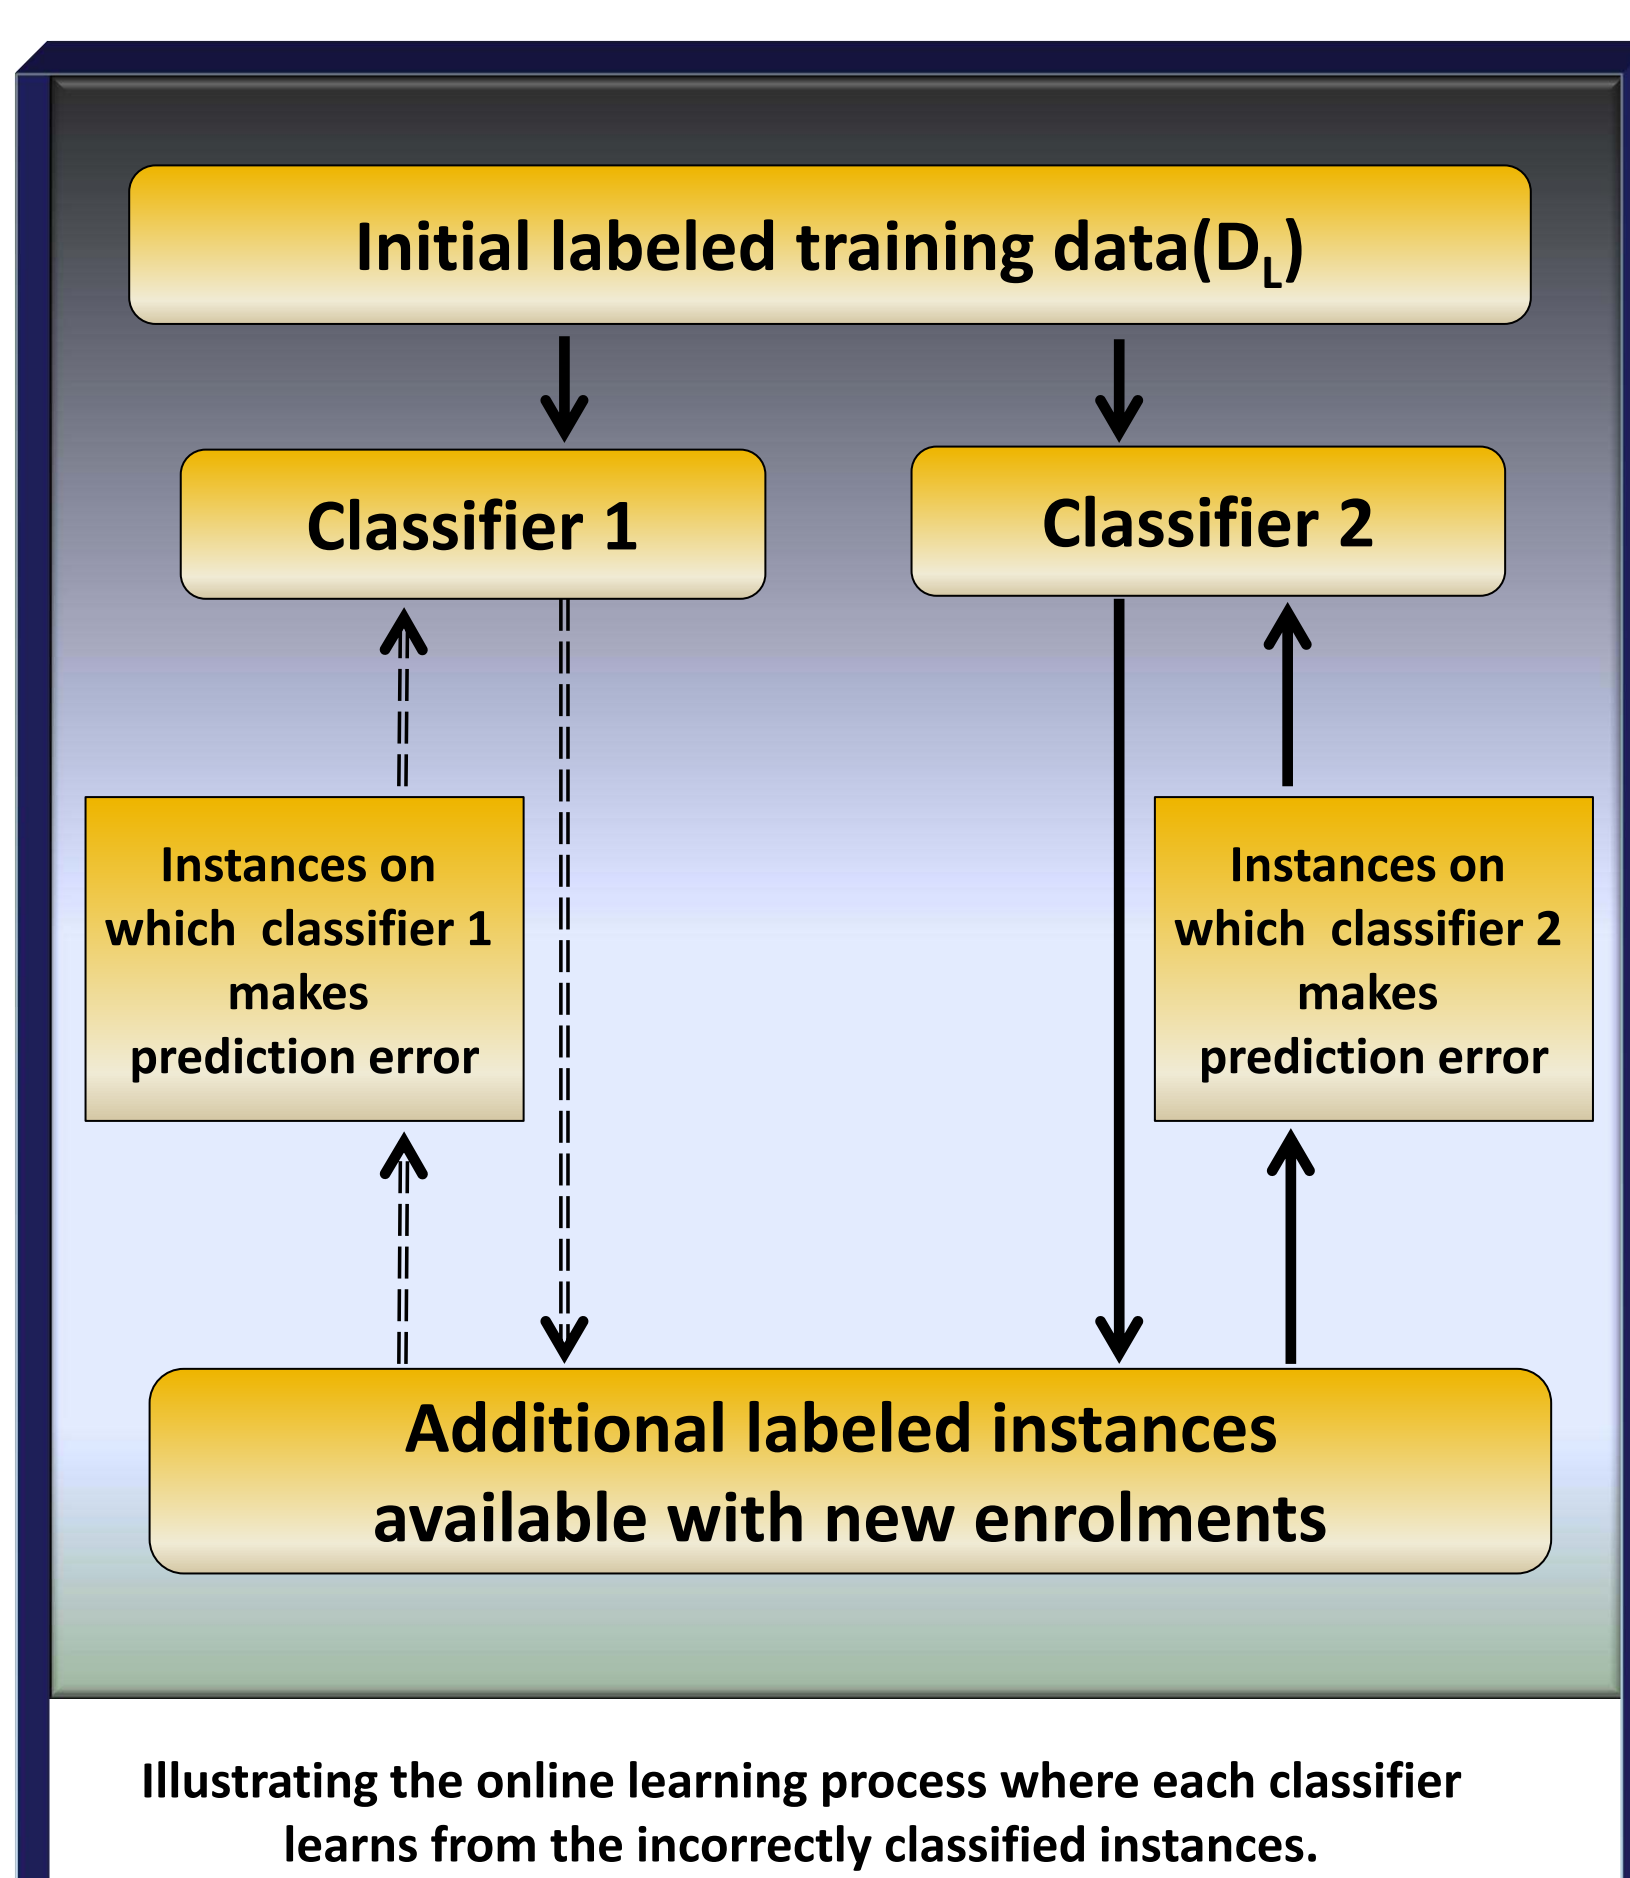 Initial labeled training data(DL)
Classifier 1
Classifier 2
Instances on
which classifier 1
makes
prediction error
Instances on
which classifier 2
makes
prediction error
Additional labeled instances
available with new enrolments
Illustrating the online learning process where each classifier
learns from the incorrectly classified instances.